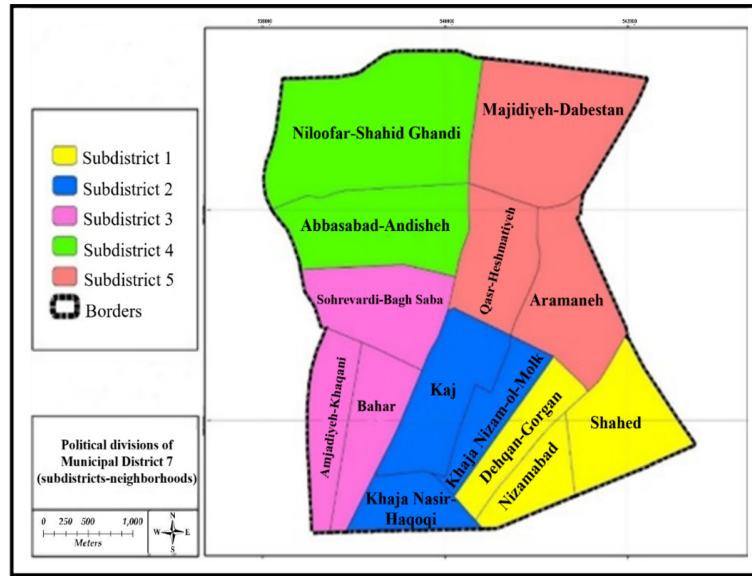 Subdistrict 1
Subdistrict 2
Subdistrict 3
Subdistrict 4
Subdistrict 5
Borders
Political divisions of
Municipal District 7
(subdistricts-neighborhoods)
0 250 500 1,000
Meters
N
W E
S
Majidiyeh-Dabestan
Niloofar-Shahid Ghandi
Abbasabad-Andisheh
Qasr-Heshmatiyeh
Sohrevardi-Bagh Saba
Aramaneh
Kaj
Khaja Nizam-ol-Molk
Amjadiyeh-Khaqani
Bahar
Dehqan-Gorgan
Shahed
Nizamabad
Khaja Nasir-
Haqoqi